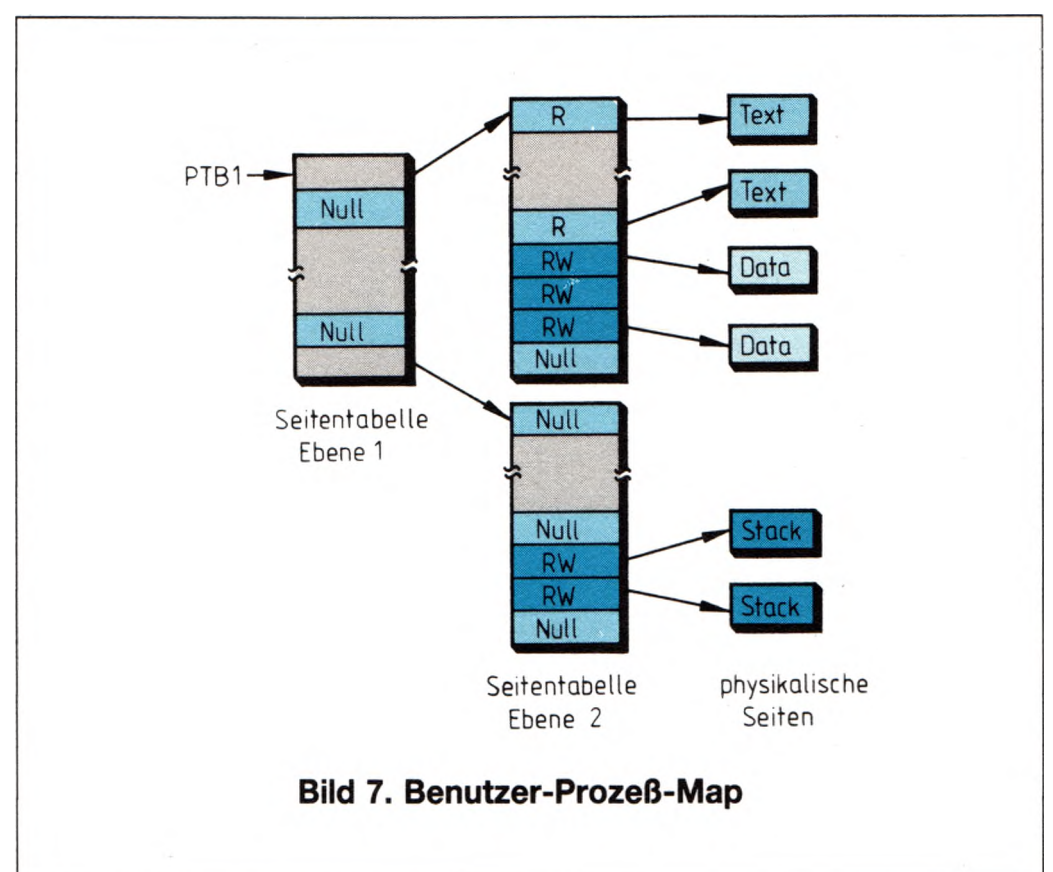 PTB1
Null
Null
Seitentabelle
Ebene 1
R
R
RW
RW
RW
Null
Null
Null
RW
RW
Null
Seitentabelle
Ebene 2
Text
Text
Data
Data
Stack
Stack
physikalische
Seiten
Bild 7. Benutzer-Prozeß-Map